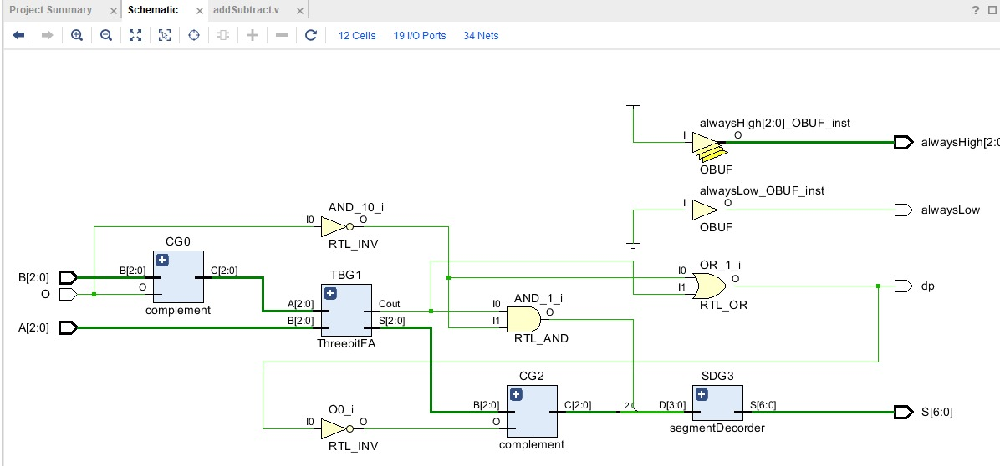 Project Summary × Schematic × addSubtract.v × ? □
12 Cells 19 I/O Ports 34 Nets
alwaysHigh[2:0]_OBUF_inst
I O alwaysHigh[2:0
OBUF
alwaysLow_OBUF_inst
I O alwaysLow
OBUF
AND_10_i
I0 O
RTL_INV
CG0
B[2:0] B[2:0] C[2:0]
O O
complement
TBG1
A[2:0] Cout
A[2:0] B[2:0] S[2:0]
ThreebitFA
OR_1_i
I0 O dp
I1
RTL_OR
AND_1_i
I0 O
I1
RTL_AND
CG2
B[2:0] C[2:0] 2:0
O
complement
SDG3
D[3:0] S[6:0] S[6:0]
segmentDecorder
O0_i
I0 O
RTL_INV